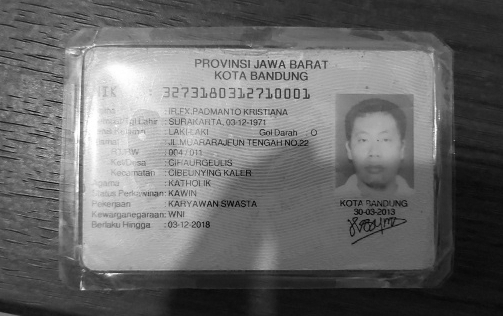 PROVINSI JAWA BARAT
KOTA BANDUNG
NIK : 3273180312710001
Nama : IR.FX.PADMANTO KRISTIANA
Tempat/Tgl Lahir : SURAKARTA, 03-12-1971
Jenis Kelamin : LAKI-LAKI Gol Darah : O
Alamat : JL.MUARARAJEUN TENGAH NO.22
RT/RW : 004 / 011
Kel/Desa : CIHAURGEULIS
Kecamatan : CIBEUNYING KALER
Agama : KATHOLIK
Status Perkawinan: KAWIN
Pekerjaan : KARYAWAN SWASTA
Kewarganegaraan: WNI
Berlaku Hingga : 03-12-2018
KOTA BANDUNG
30-03-2013